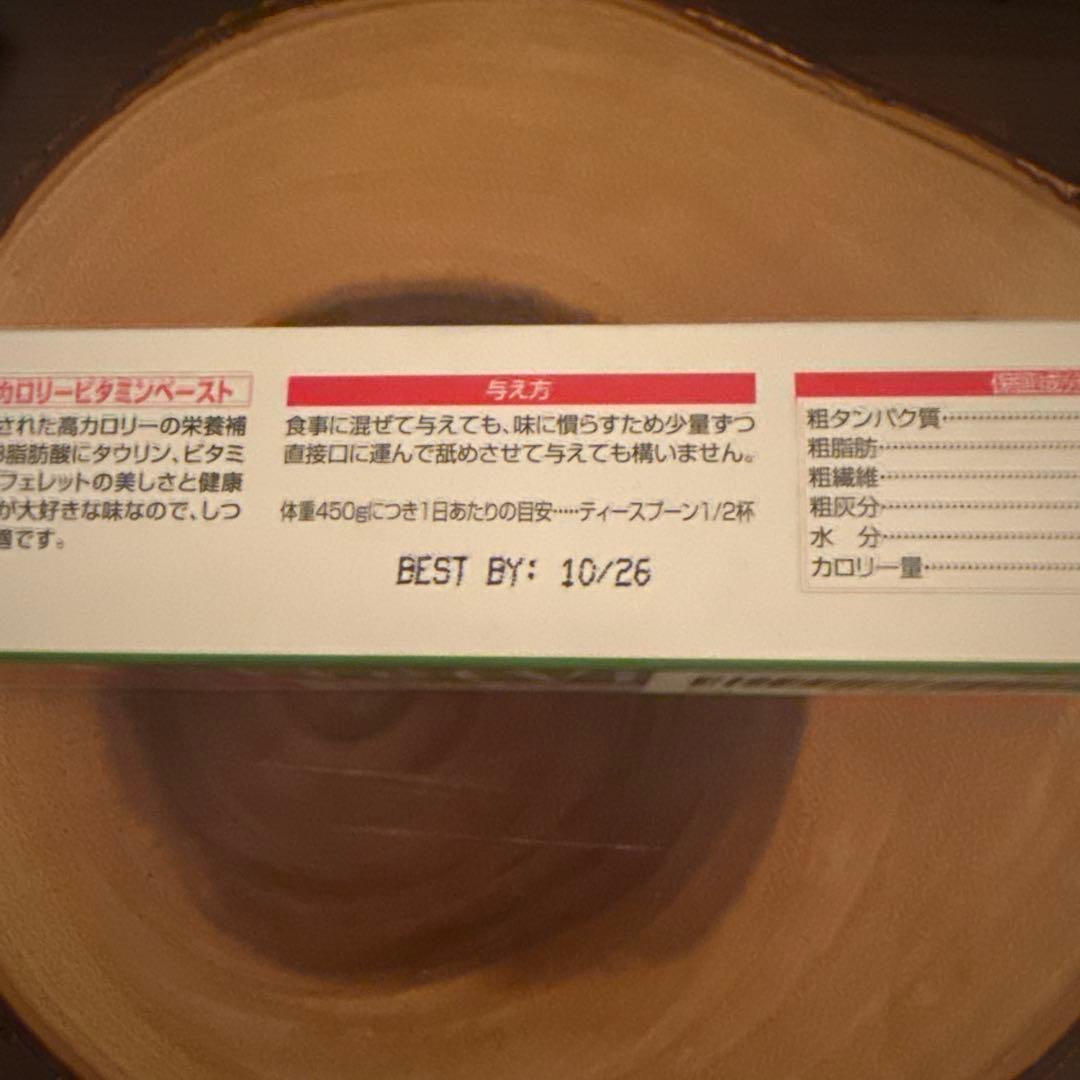 カロリービタミンペースト
された高カロリーの栄養補
脂肪酸にタウリン、ビタミ
フェレットの美しさと健康
が大好きな味なので、しつ
適です。
与え方
食事に混ぜて与えても、味に慣らすため少量ずつ
直接口に運んで舐めさせて与えても構いません。
体重450gにつき1日あたりの目安……ティースプーン1/2杯
BEST BY: 10/26
保証成分
粗タンパク質
粗脂肪
粗繊維
粗灰分
水 分
カロリー量